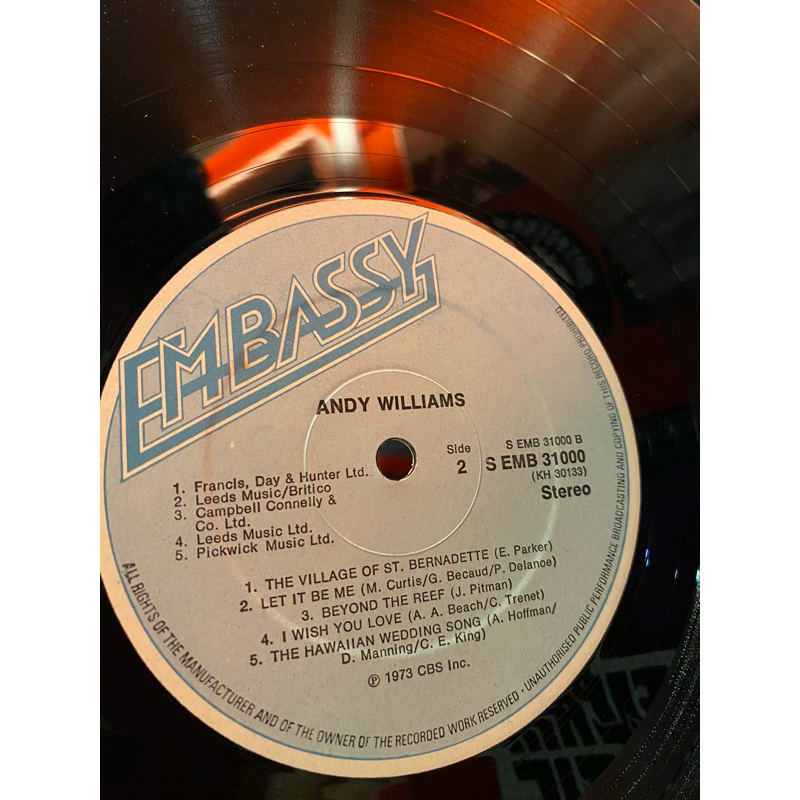 EMBASSY
ANDY WILLIAMS
Side
2
S EMB 31000 B
S EMB 31000
(KH 30133)
Stereo
1. Francis, Day & Hunter Ltd.
2. Leeds Music/Britico
3. Campbell Connelly &
Co. Ltd.
4. Leeds Music Ltd.
5. Pickwick Music Ltd.
1. THE VILLAGE OF ST. BERNADETTE (E. Parker)
2. LET IT BE ME (M. Curtis/G. Becaud/P. Delanoe)
3. BEYOND THE REEF (J. Pitman)
4. I WISH YOU LOVE (A. A. Beach/C. Trenet)
5. THE HAWAIIAN WEDDING SONG (A. Hoffman/
D. Manning/C. E. King)
℗ 1973 CBS Inc.
ALL RIGHTS OF THE MANUFACTURER AND OF THE OWNER OF THE RECORDED WORK RESERVED - UNAUTHORISED PUBLIC PERFORMANCE BROADCASTING AND COPYING OF THIS RECORD PROHIBITED